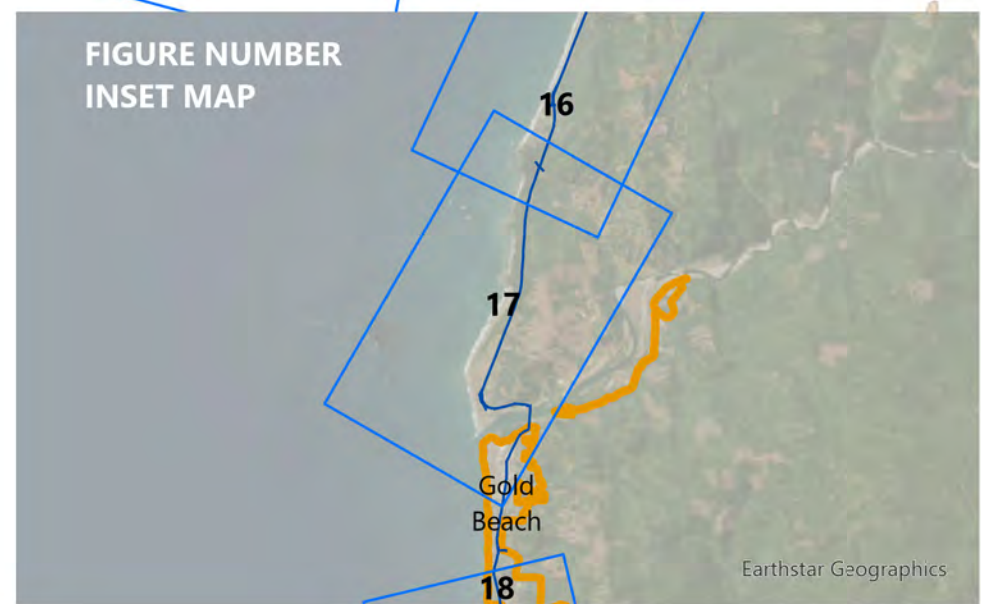 FIGURE NUMBER
INSET MAP
16
17
Gold
Beach
Earthstar Geographics
18